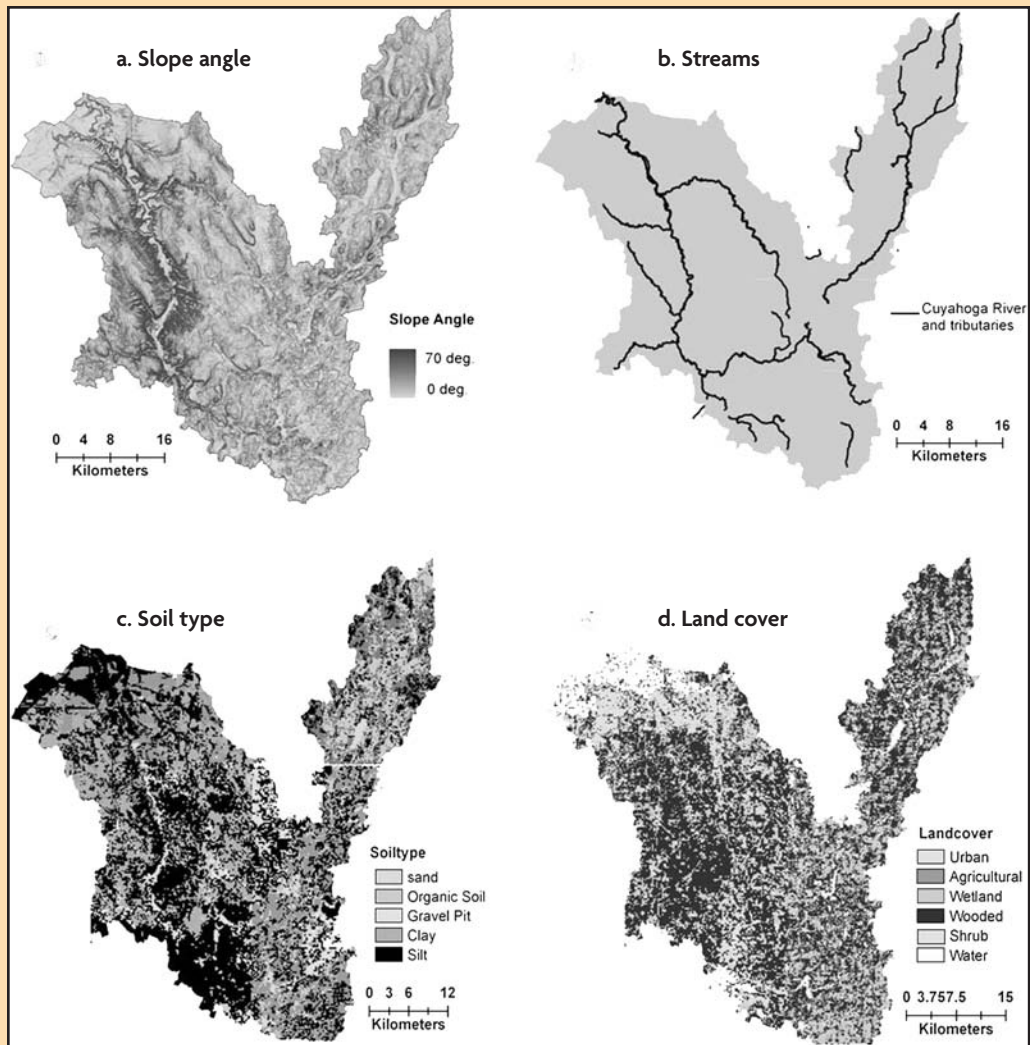 a. Slope angle
Slope Angle
70 deg.
0 deg.
0 4 8 16
Kilometers
b. Streams
Cuyahoga River
and tributaries
0 4 8 16
Kilometers
c. Soil type
Soiltype
sand
Organic Soil
Gravel Pit
Clay
Silt
0 3 6 12
Kilometers
d. Land cover
Landcover
Urban
Agricultural
Wetland
Wooded
Shrub
Water
0 3.757.5 15
Kilometers